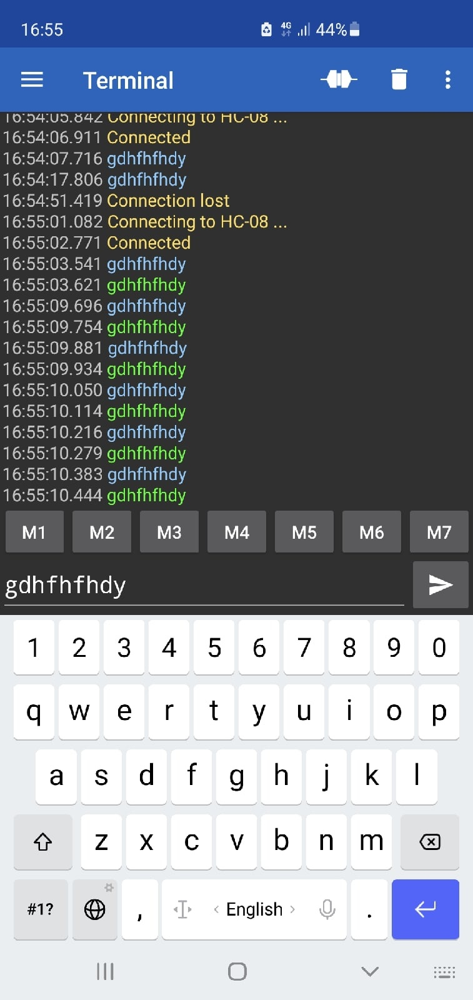 16:55 4G 44%
Terminal
16:54:05.842 Connecting to HC-08 ...
16:54:06.911 Connected
16:54:07.716 gdhfhfhdy
16:54:17.806 gdhfhfhdy
16:54:51.419 Connection lost
16:55:01.082 Connecting to HC-08 ...
16:55:02.771 Connected
16:55:03.541 gdhfhfhdy
16:55:03.621 gdhfhfhdy
16:55:09.696 gdhfhfhdy
16:55:09.754 gdhfhfhdy
16:55:09.881 gdhfhfhdy
16:55:09.934 gdhfhfhdy
16:55:10.050 gdhfhfhdy
16:55:10.114 gdhfhfhdy
16:55:10.216 gdhfhfhdy
16:55:10.279 gdhfhfhdy
16:55:10.383 gdhfhfhdy
16:55:10.444 gdhfhfhdy
M1 M2 M3 M4 M5 M6 M7
gdhfhfhdy
1 2 3 4 5 6 7 8 9 0
q w e r t y u i o p
a s d f g h j k l
z x c v b n m
#1? , < English > .